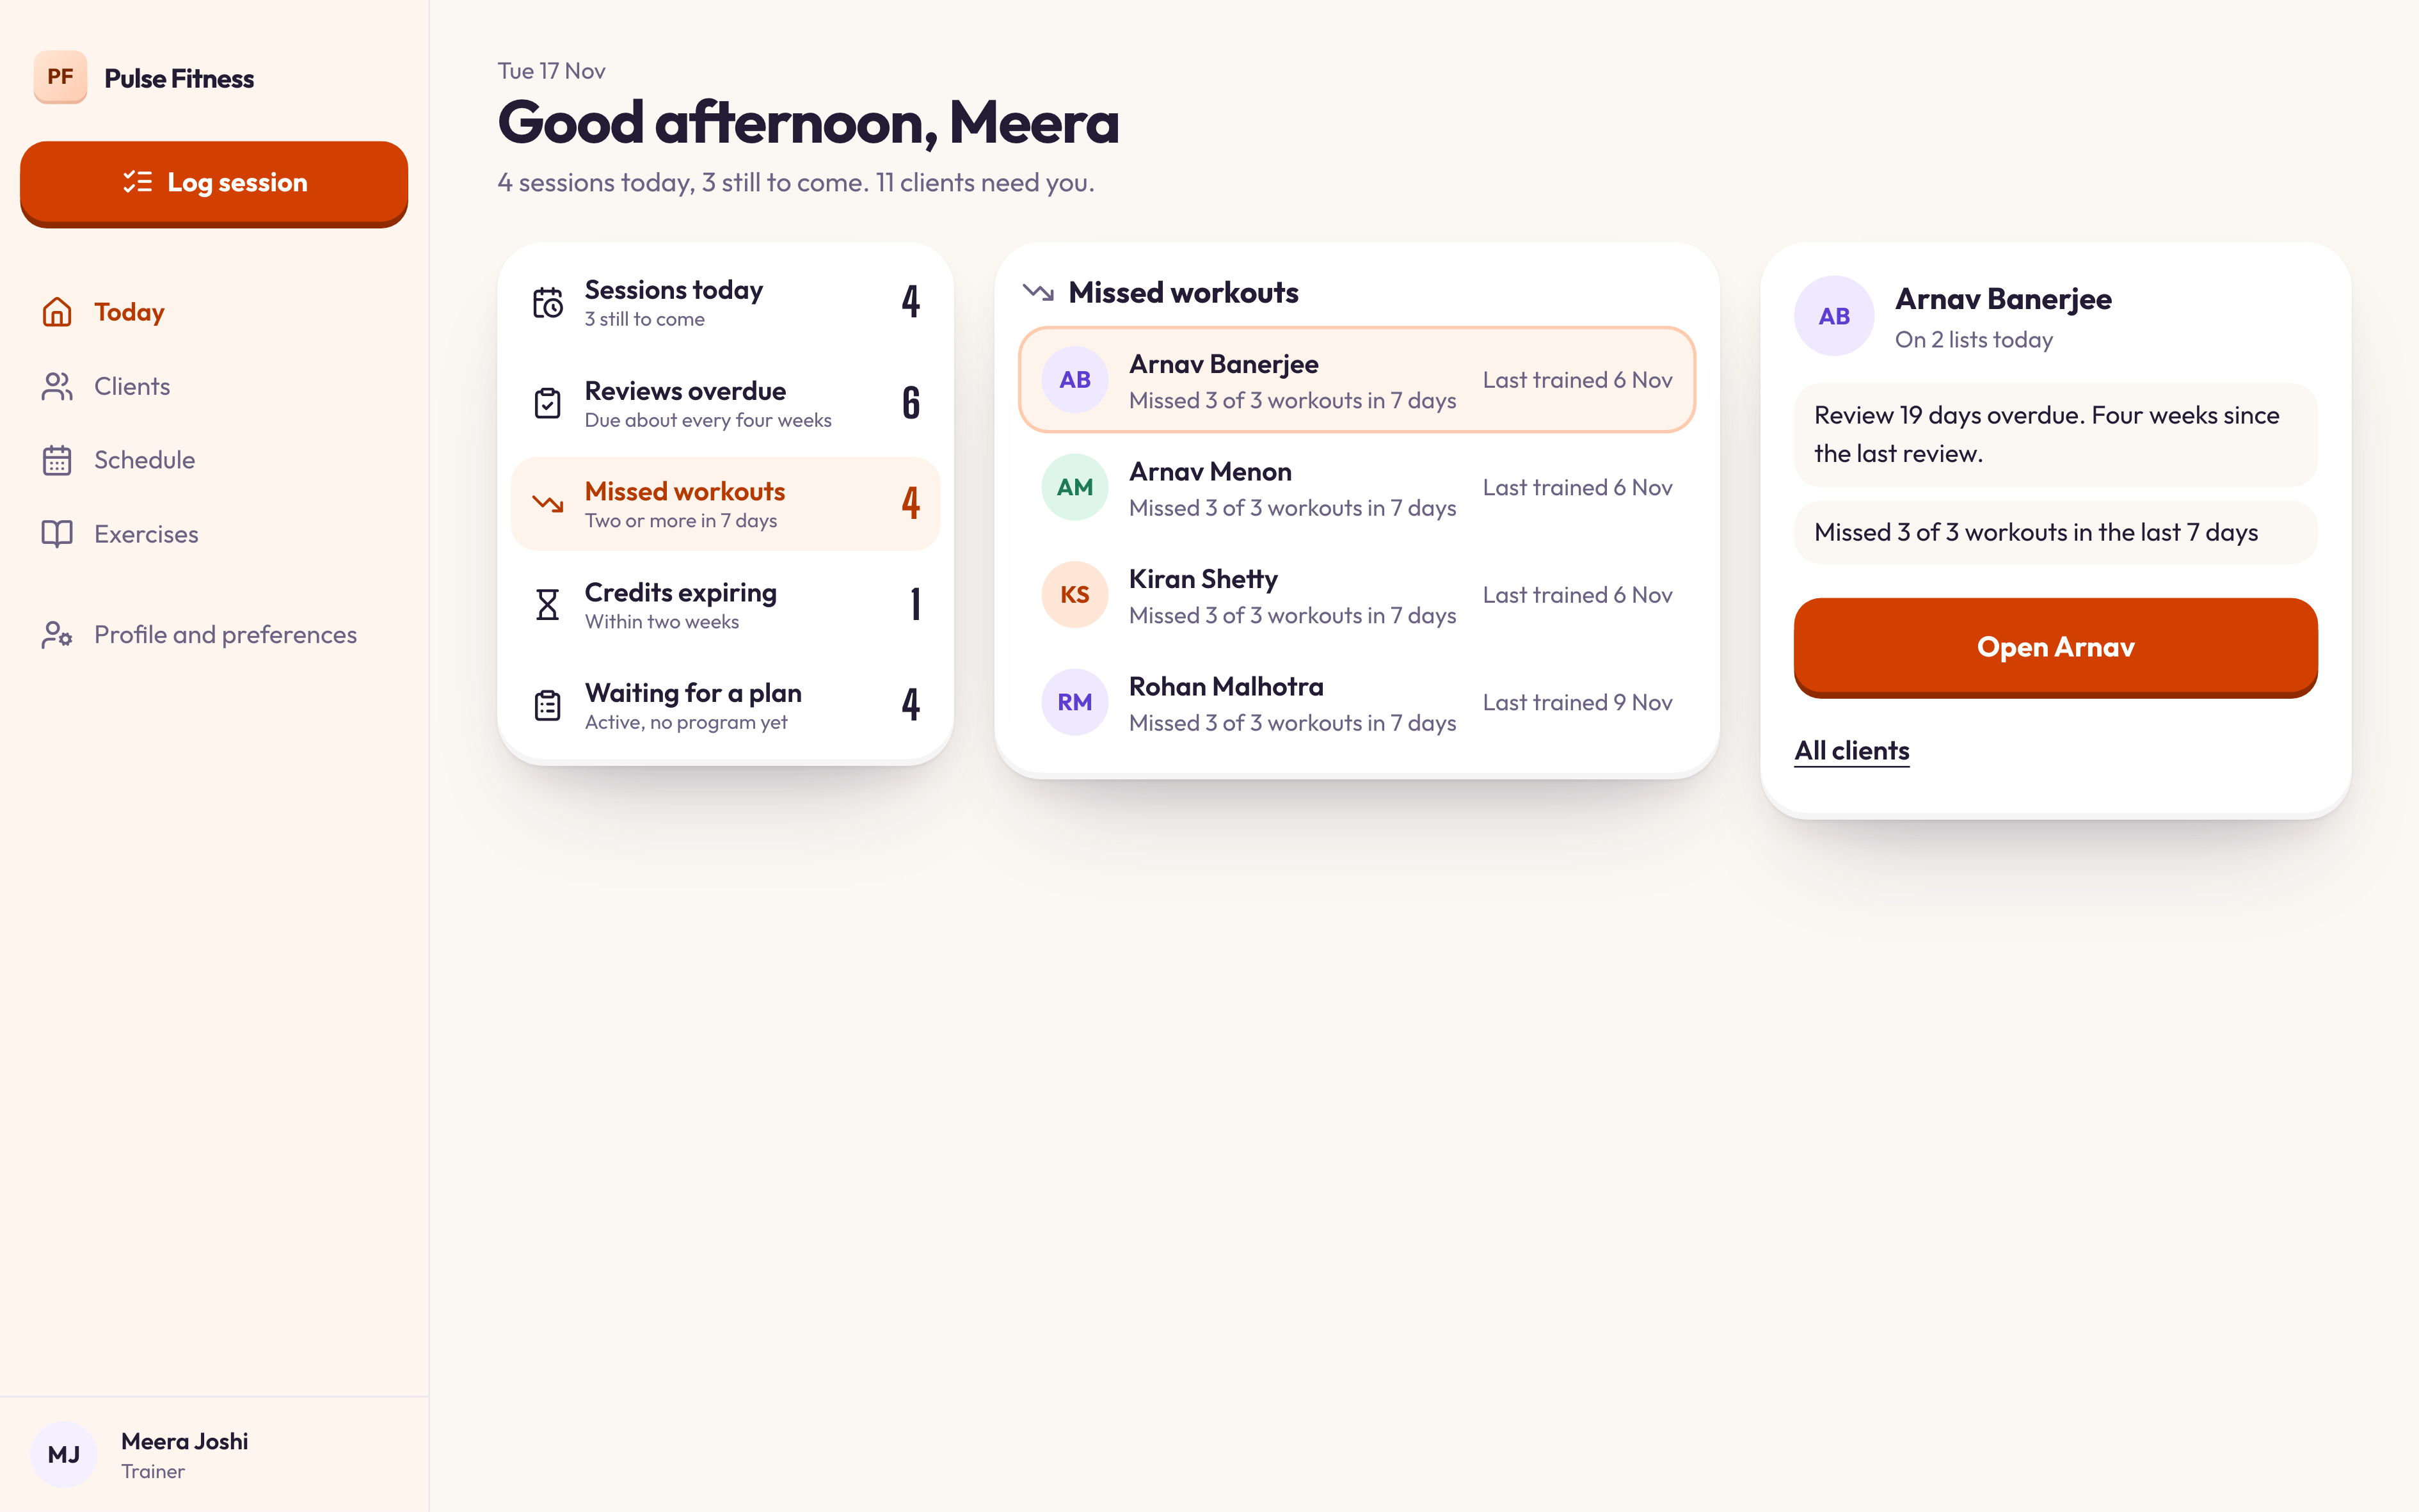 PF
Pulse Fitness
Log session
Today
Clients
Schedule
Exercises
Profile and preferences
MJ
Meera Joshi
Trainer
Tue 17 Nov
Good afternoon, Meera
4 sessions today, 3 still to come. 11 clients need you.
Sessions today
3 still to come
4
Reviews overdue
Due about every four weeks
6
Missed workouts
Two or more in 7 days
4
Credits expiring
Within two weeks
1
Waiting for a plan
Active, no program yet
4
Missed workouts
AB
Arnav Banerjee
Missed 3 of 3 workouts in 7 days
Last trained 6 Nov
AM
Arnav Menon
Missed 3 of 3 workouts in 7 days
Last trained 6 Nov
KS
Kiran Shetty
Missed 3 of 3 workouts in 7 days
Last trained 6 Nov
RM
Rohan Malhotra
Missed 3 of 3 workouts in 7 days
Last trained 9 Nov
AB
Arnav Banerjee
On 2 lists today
Review 19 days overdue. Four weeks since
the last review.
Missed 3 of 3 workouts in the last 7 days
Open Arnav
All clients